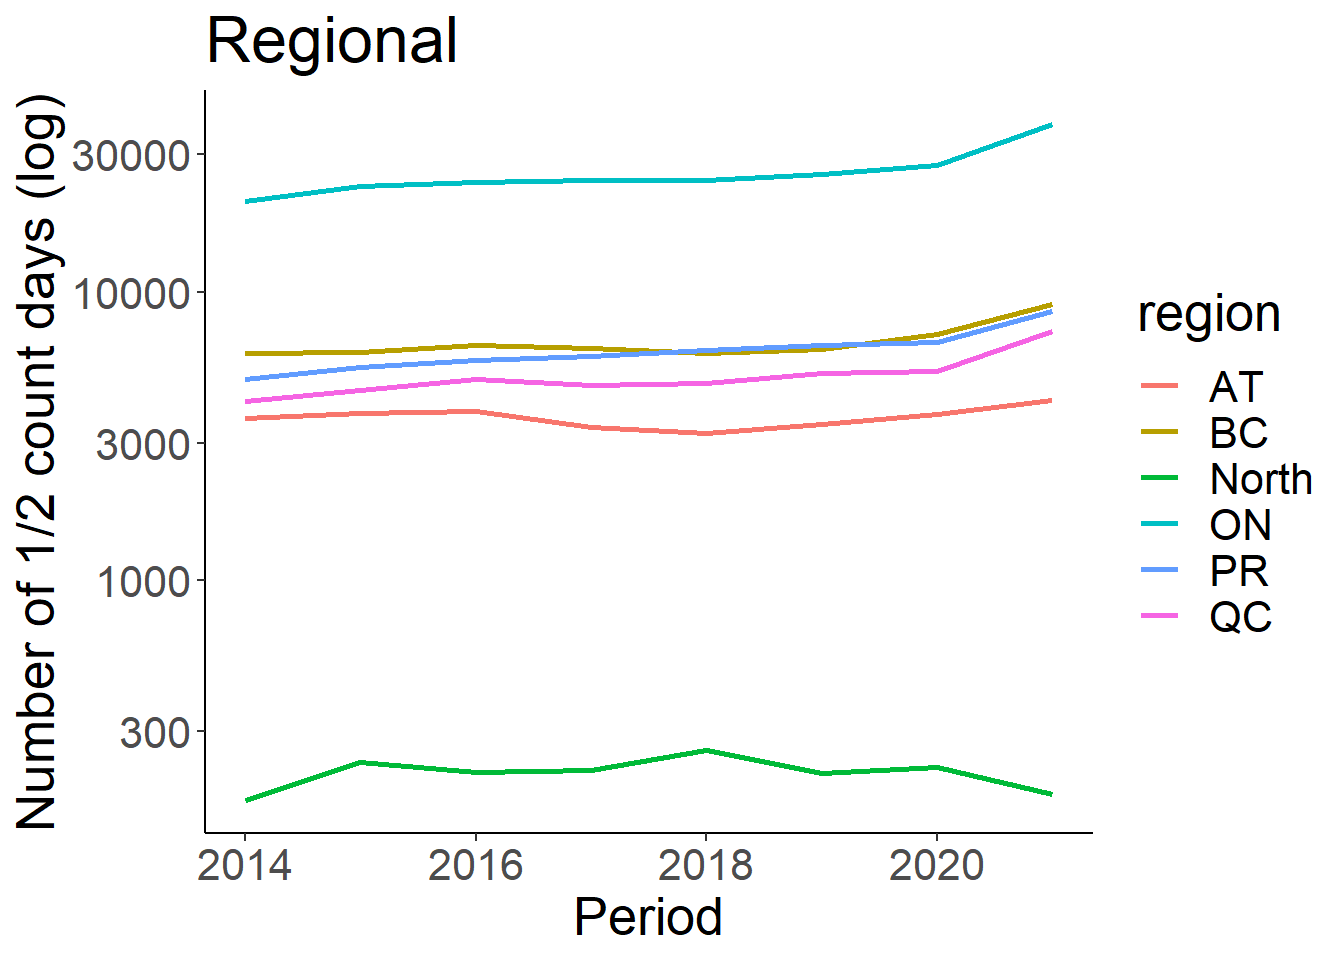 Regional
Number of 1/2 count days (log)
30000
10000
3000
1000
300
2014 2016 2018 2020
Period
region
AT
BC
North
ON
PR
QC